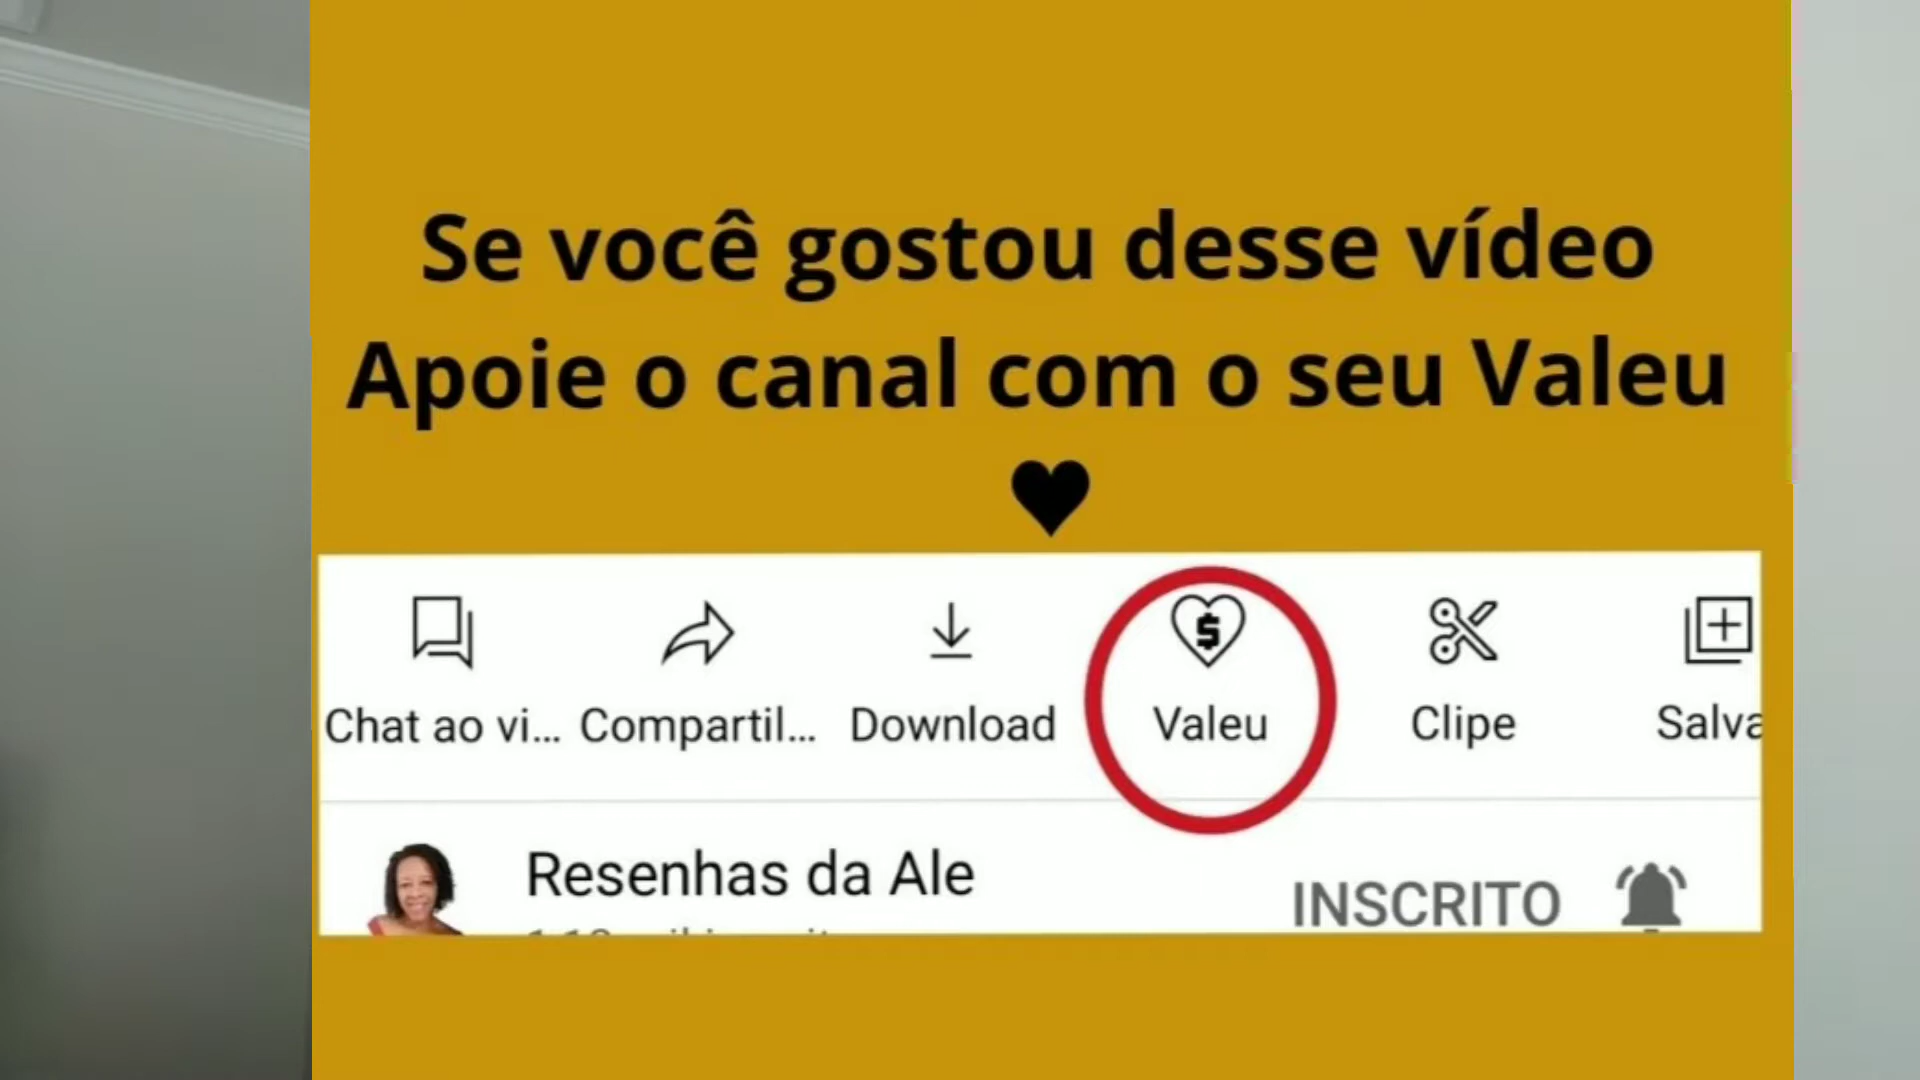 Se você gostou desse vídeo
Apoie o canal com o seu Valeu
Chat ao vi... Compartil... Download Valeu Clipe Salva
Resenhas da Ale
INSCRITO